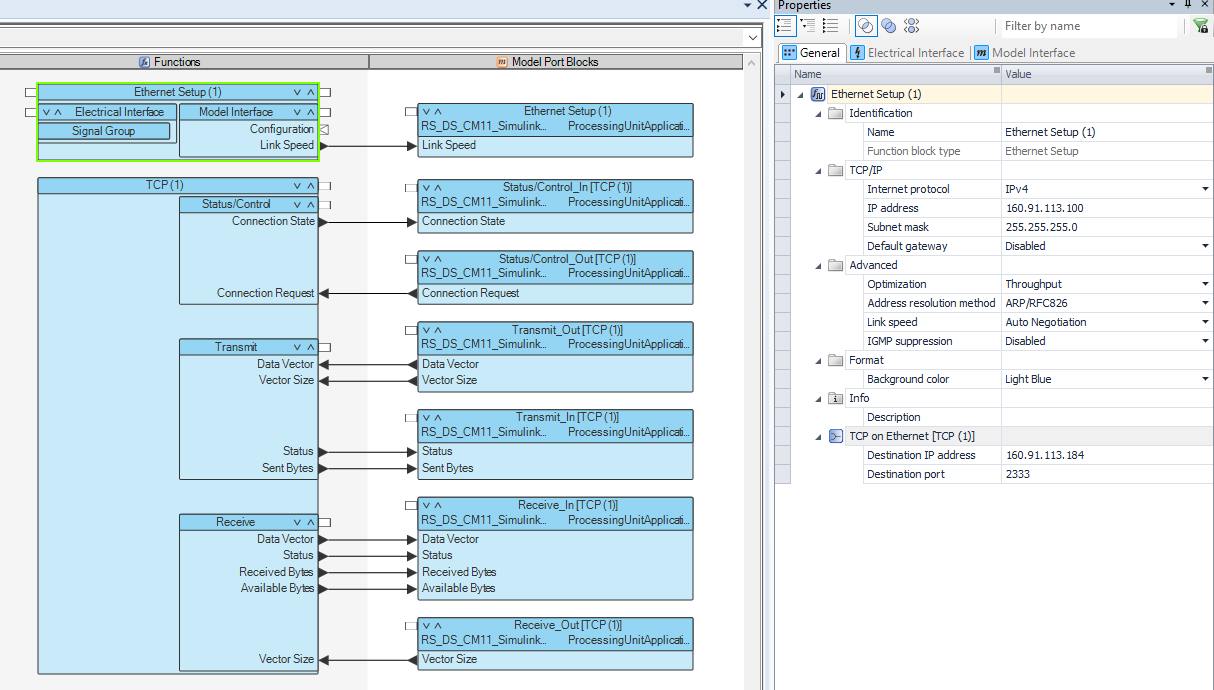 Properties
Filter by name
General
Electrical Interface
Model Interface
Functions
Model Port Blocks
Ethernet Setup (1)
Electrical Interface
Signal Group
Model Interface
Configuration
Link Speed
Ethernet Setup (1)
RS_DS_CM11_Simulink... ProcessingUnitApplicati...
Link Speed
TCP (1)
Status/Control
Connection State
Connection Request
Transmit
Data Vector
Vector Size
Status
Sent Bytes
Receive
Data Vector
Status
Received Bytes
Available Bytes
Vector Size
Status/Control_In [TCP (1)]
RS_DS_CM11_Simulink... ProcessingUnitApplicati...
Connection State
Status/Control_Out [TCP (1)]
RS_DS_CM11_Simulink... ProcessingUnitApplicati...
Connection Request
Transmit_Out [TCP (1)]
RS_DS_CM11_Simulink... ProcessingUnitApplicati...
Data Vector
Vector Size
Transmit_In [TCP (1)]
RS_DS_CM11_Simulink... ProcessingUnitApplicati...
Status
Sent Bytes
Receive_In [TCP (1)]
RS_DS_CM11_Simulink... ProcessingUnitApplicati...
Data Vector
Status
Received Bytes
Available Bytes
Receive_Out [TCP (1)]
RS_DS_CM11_Simulink... ProcessingUnitApplicati...
Vector Size
Name Value
Ethernet Setup (1)
Identification
Name Ethernet Setup (1)
Function block type Ethernet Setup
TCP/IP
Internet protocol IPv4
IP address 160.91.113.100
Subnet mask 255.255.255.0
Default gateway Disabled
Advanced
Optimization Throughput
Address resolution method ARP/RFC826
Link speed Auto Negotiation
IGMP suppression Disabled
Format
Background color Light Blue
Info
Description
TCP on Ethernet [TCP (1)]
Destination IP address 160.91.113.184
Destination port 2333